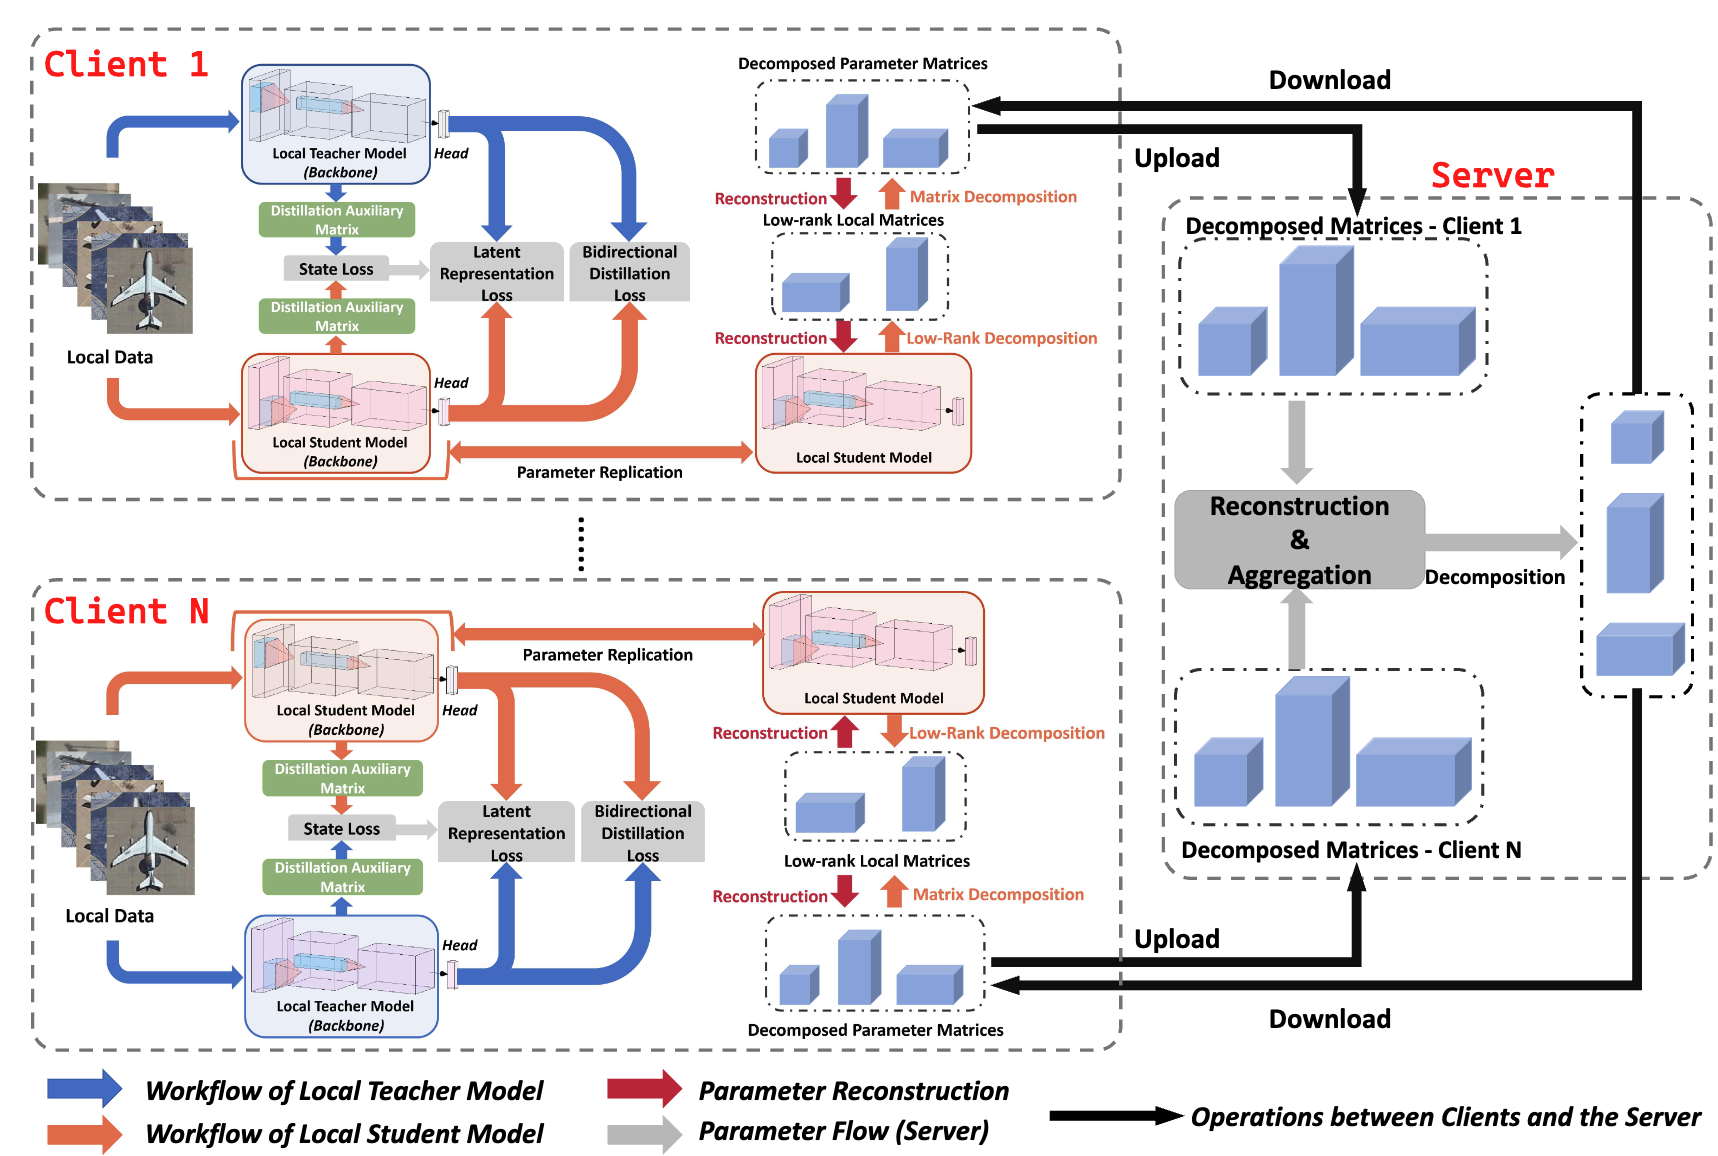 Client 1
Local Data
Local Teacher Model
(Backbone)
Head
Distillation Auxiliary
Matrix
State Loss
Distillation Auxiliary
Matrix
Latent
Representation
Loss
Bidirectional
Distillation
Loss
Head
Local Student Model
(Backbone)
Parameter Replication
Decomposed Parameter Matrices
Reconstruction
Matrix Decomposition
Low-rank Local Matrices
Reconstruction
Low-Rank Decomposition
Local Student Model
Download
Upload
Server
Decomposed Matrices - Client 1
Reconstruction
&
Aggregation
Decomposition
Decomposed Matrices - Client N
Client N
Local Data
Local Student Model
(Backbone)
Head
Distillation Auxiliary
Matrix
State Loss
Distillation Auxiliary
Matrix
Latent
Representation
Loss
Bidirectional
Distillation
Loss
Head
Local Teacher Model
(Backbone)
Parameter Replication
Local Student Model
Reconstruction
Low-Rank Decomposition
Low-rank Local Matrices
Reconstruction
Matrix Decomposition
Decomposed Parameter Matrices
Upload
Download
Workflow of Local Teacher Model
Workflow of Local Student Model
Parameter Reconstruction
Parameter Flow (Server)
Operations between Clients and the Server